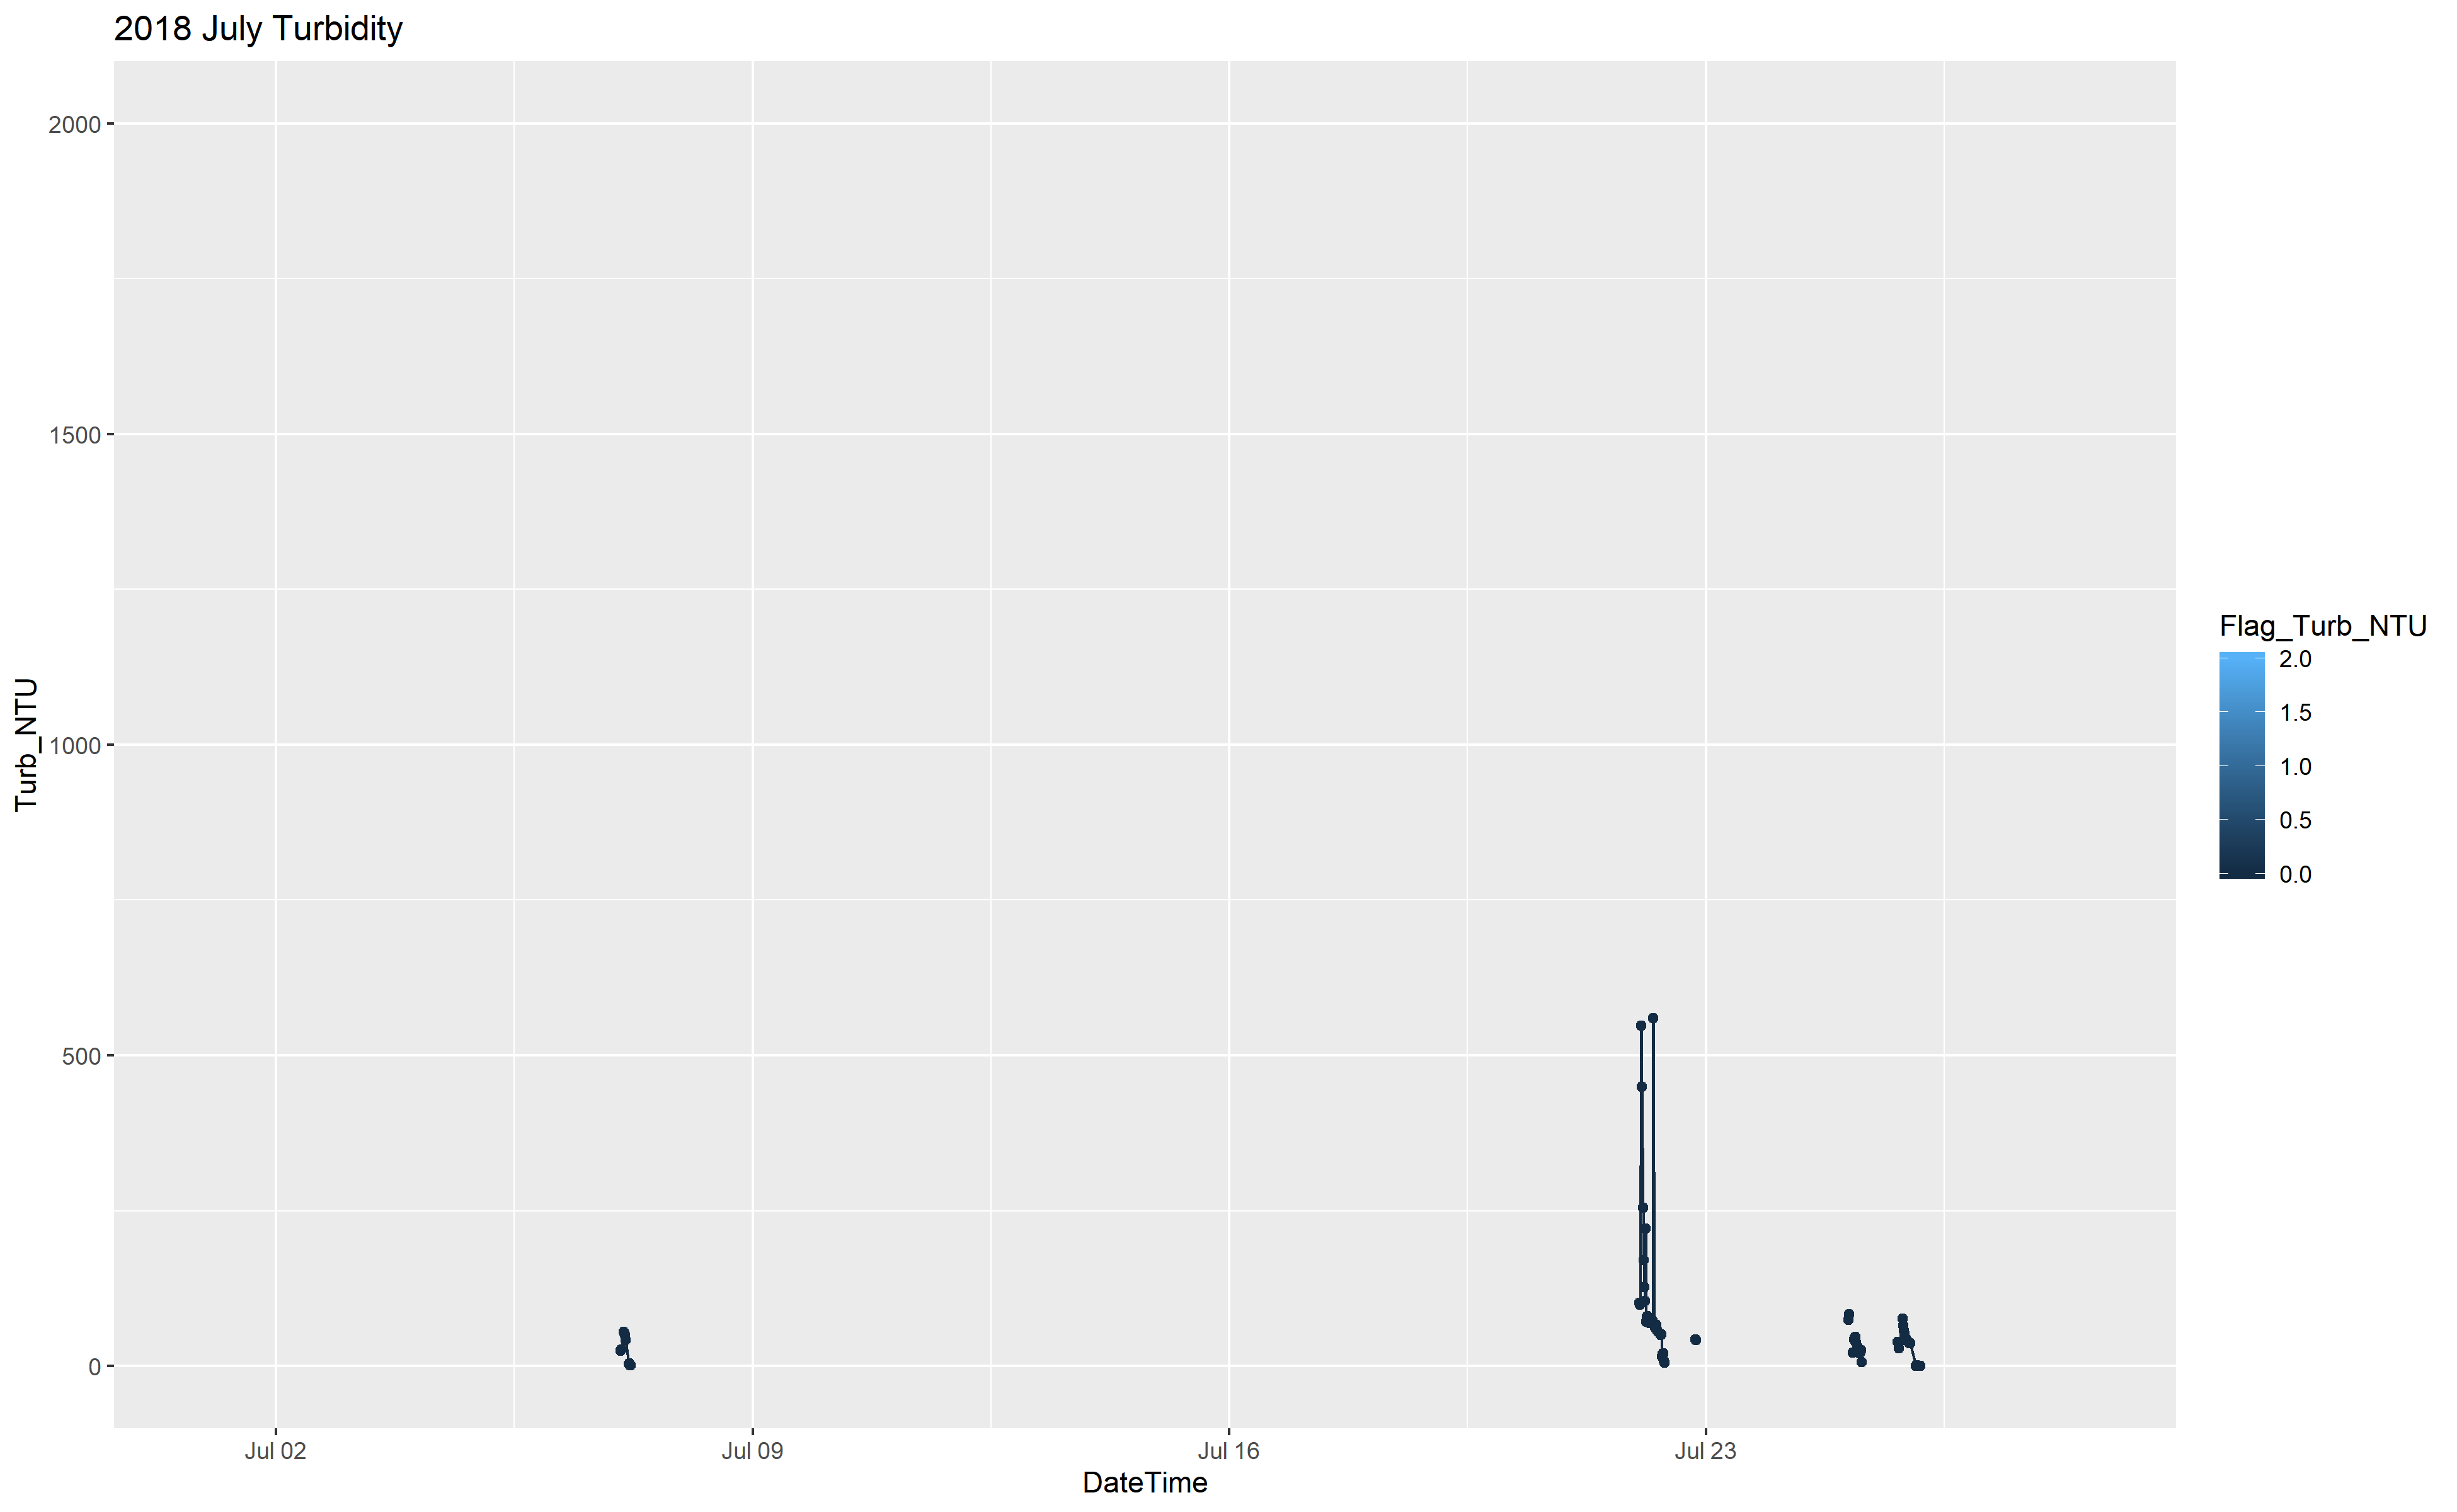 2018 July Turbidity
2000
1500
1000
500
0
Turb_NTU
Jul 02
Jul 09
Jul 16
Jul 23
DateTime
Flag_Turb_NTU
2.0
1.5
1.0
0.5
0.0